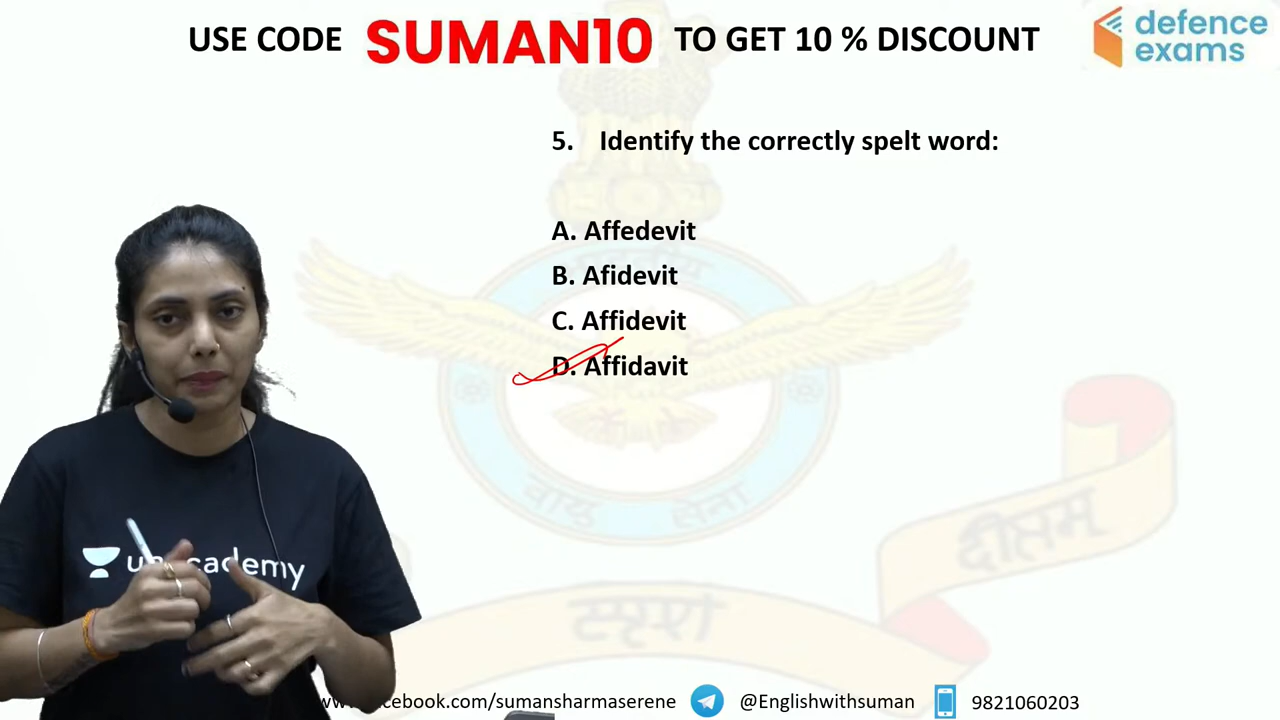 USE CODE SUMAN10 TO GET 10 % DISCOUNT
defence
exams
5. Identify the correctly spelt word:
A. Affedevit
B. Afidevit
C. Affidevit
D. Affidavit
वायु सेना
दीप्तम्
स्पृशं
cebook.com/sumansharmaserene
@Englishwithsuman
9821060203